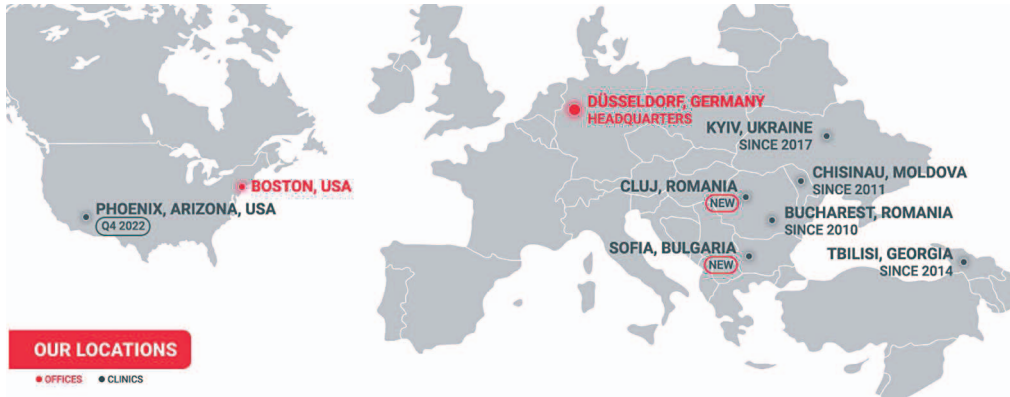 DÜSSELDORF, GERMANY
HEADQUARTERS
KYIV, UKRAINE
SINCE 2017
CHISINAU, MOLDOVA
SINCE 2011
CLUJ, ROMANIA
NEW
BUCHAREST, ROMANIA
SINCE 2010
SOFIA, BULGARIA
NEW
TBILISI, GEORGIA
SINCE 2014
BOSTON, USA
PHOENIX, ARIZONA, USA
Q4 2022
OUR LOCATIONS
OFFICES CLINICS